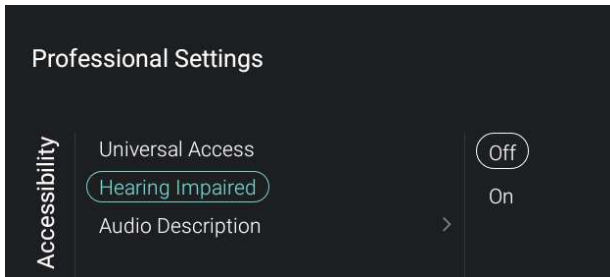 Professional Settings
Accessibility
Universal Access
Hearing Impaired
Audio Description
Off
On